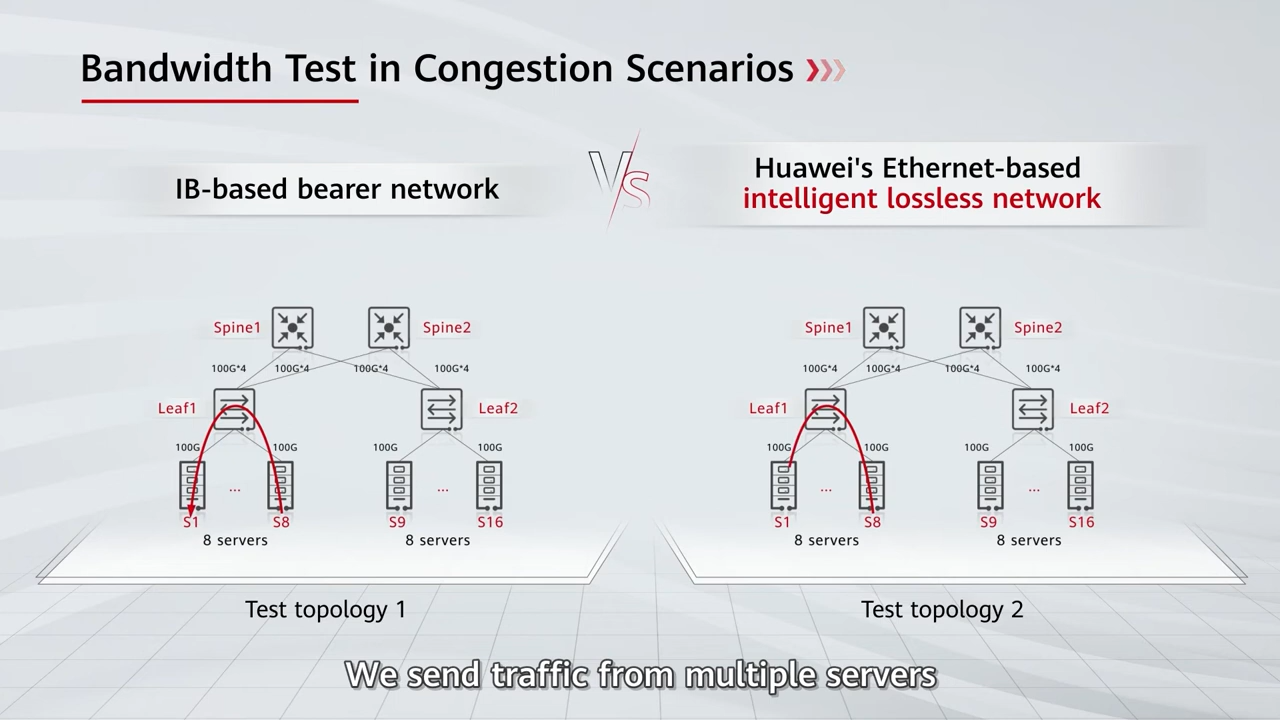 Bandwidth Test in Congestion Scenarios
Vs
IB-based bearer network
Huawei's Ethernet-based
intelligent lossless network
Spine1
Spine2
100G*4
100G*4
100G*4
100G*4
Leaf1
Leaf2
100G
100G
100G
100G
...
...
S1
S8
S9
S16
8 servers
8 servers
Test topology 1
Spine1
Spine2
100G*4
100G*4
100G*4
100G*4
Leaf1
Leaf2
100G
100G
100G
100G
...
...
S1
S8
S9
S16
8 servers
8 servers
Test topology 2
We send traffic from multiple servers